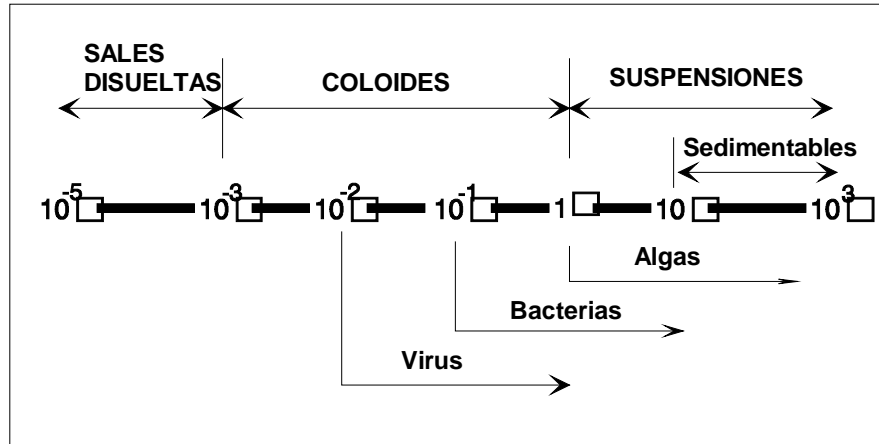 SALES
DISUELTAS
COLOIDES
SUSPENSIONES
Sedimentables
10⁻⁵□ 10⁻³□ 10⁻²□ 10⁻¹□ 1□ 10□ 10³□
Algas
Bacterias
Virus